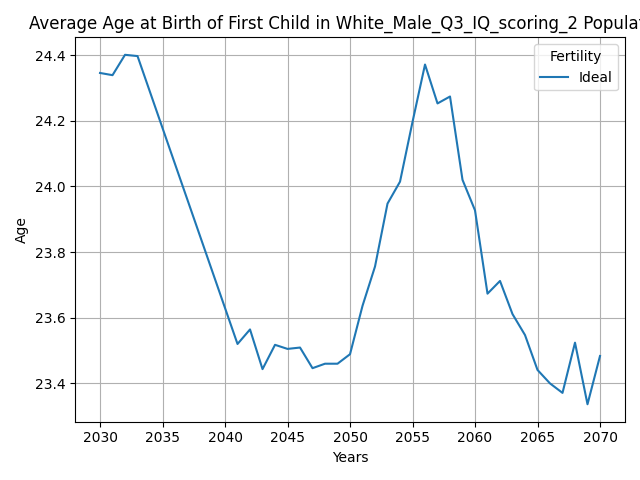 Average Age at Birth of First Child in White_Male_Q3_IQ_scoring_2
Fertility
Ideal
24.4
24.2
24.0
23.8
23.6
23.4
Age
2030 2035 2040 2045 2050 2055 2060 2065 2070
Years